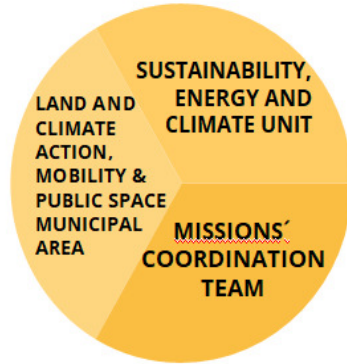 SUSTAINABILITY,
ENERGY AND
CLIMATE UNIT
LAND AND
CLIMATE
ACTION,
MOBILITY &
PUBLIC SPACE
MUNICIPAL
AREA
MISSIONS´
COORDINATION
TEAM